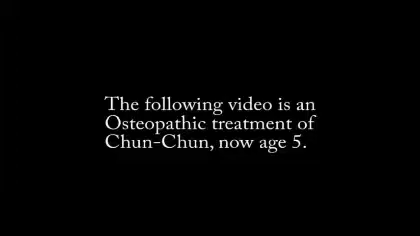 The following video is an
Osteopathic treatment of
Chun-Chun, now age 5.